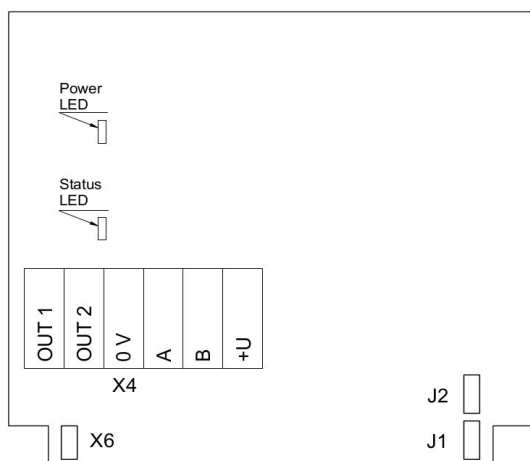 Power
LED
Status
LED
OUT 1
OUT 2
0 V
A
B
+U
X4
J2
X6
J1